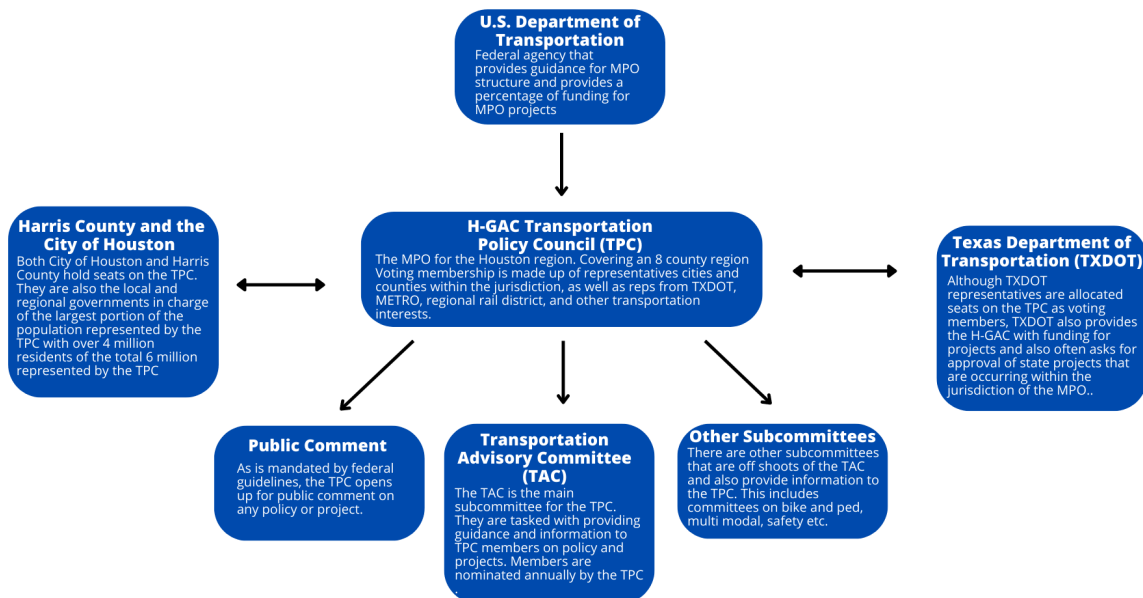 U.S. Department of
Transportation
Federal agency that
provides guidance for MPO
structure and provides a
percentage of funding for
MPO projects
Harris County and the
City of Houston
Both City of Houston and Harris
County hold seats on the TPC.
They are also the local and
regional governments in charge
of the largest portion of the
population represented by the
TPC with over 4 million
residents of the total 6 million
represented by the TPC
H-GAC Transportation
Policy Council (TPC)
The MPO for the Houston region. Covering an 8 county region
Voting membership is made up of representatives cities and
counties within the jurisdiction, as well as reps from TXDOT,
METRO, regional rail district, and other transportation
interests.
Texas Department of
Transportation (TXDOT)
Although TXDOT
representatives are allocated
seats on the TPC as voting
members, TXDOT also provides
the H-GAC with funding for
projects and also often asks for
approval of state projects that
are occurring within the
jurisdiction of the MPO..
Public Comment
As is mandated by federal
guidelines, the TPC opens
up for public comment on
any policy or project.
Transportation
Advisory Committee
(TAC)
The TAC is the main
subcommittee for the TPC.
They are tasked with providing
guidance and information to
TPC members on policy and
projects. Members are
nominated annually by the TPC
.
Other Subcommittees
There are other subcommittees
that are off shoots of the TAC
and also provide information to
the TPC. This includes
committees on bike and ped,
multi modal, safety etc.